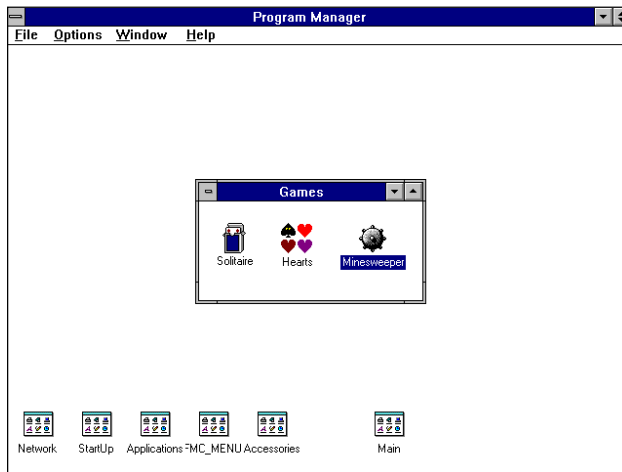 Program Manager
File Options Window Help
Games
Solitaire Hearts Minesweeper
Network StartUp Applications FMC_MENU Accessories Main